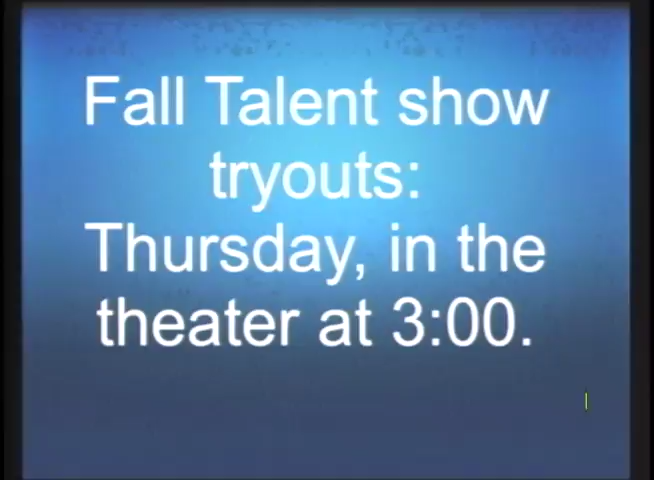 Fall Talent show
tryouts:
Thursday, in the
theater at 3:00.